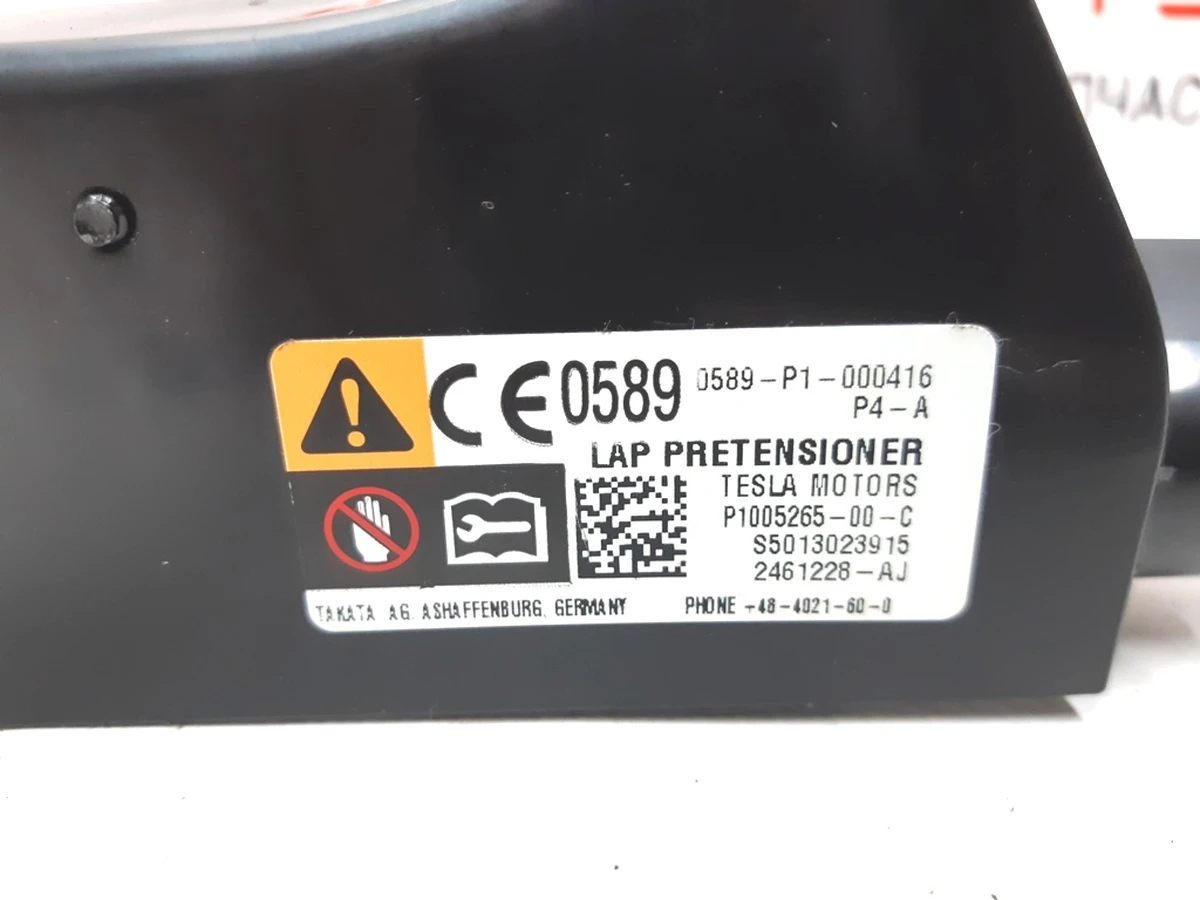 ПЧАС
CE0589 0589-P1-000416
P4-A
LAP PRETENSIONER
TESLA MOTORS
P1005265-00-C
S5013023915
2461228-AJ
TAKATA AG. ASHAFFENBURG, GERMANY PHONE +48-4021-60-0